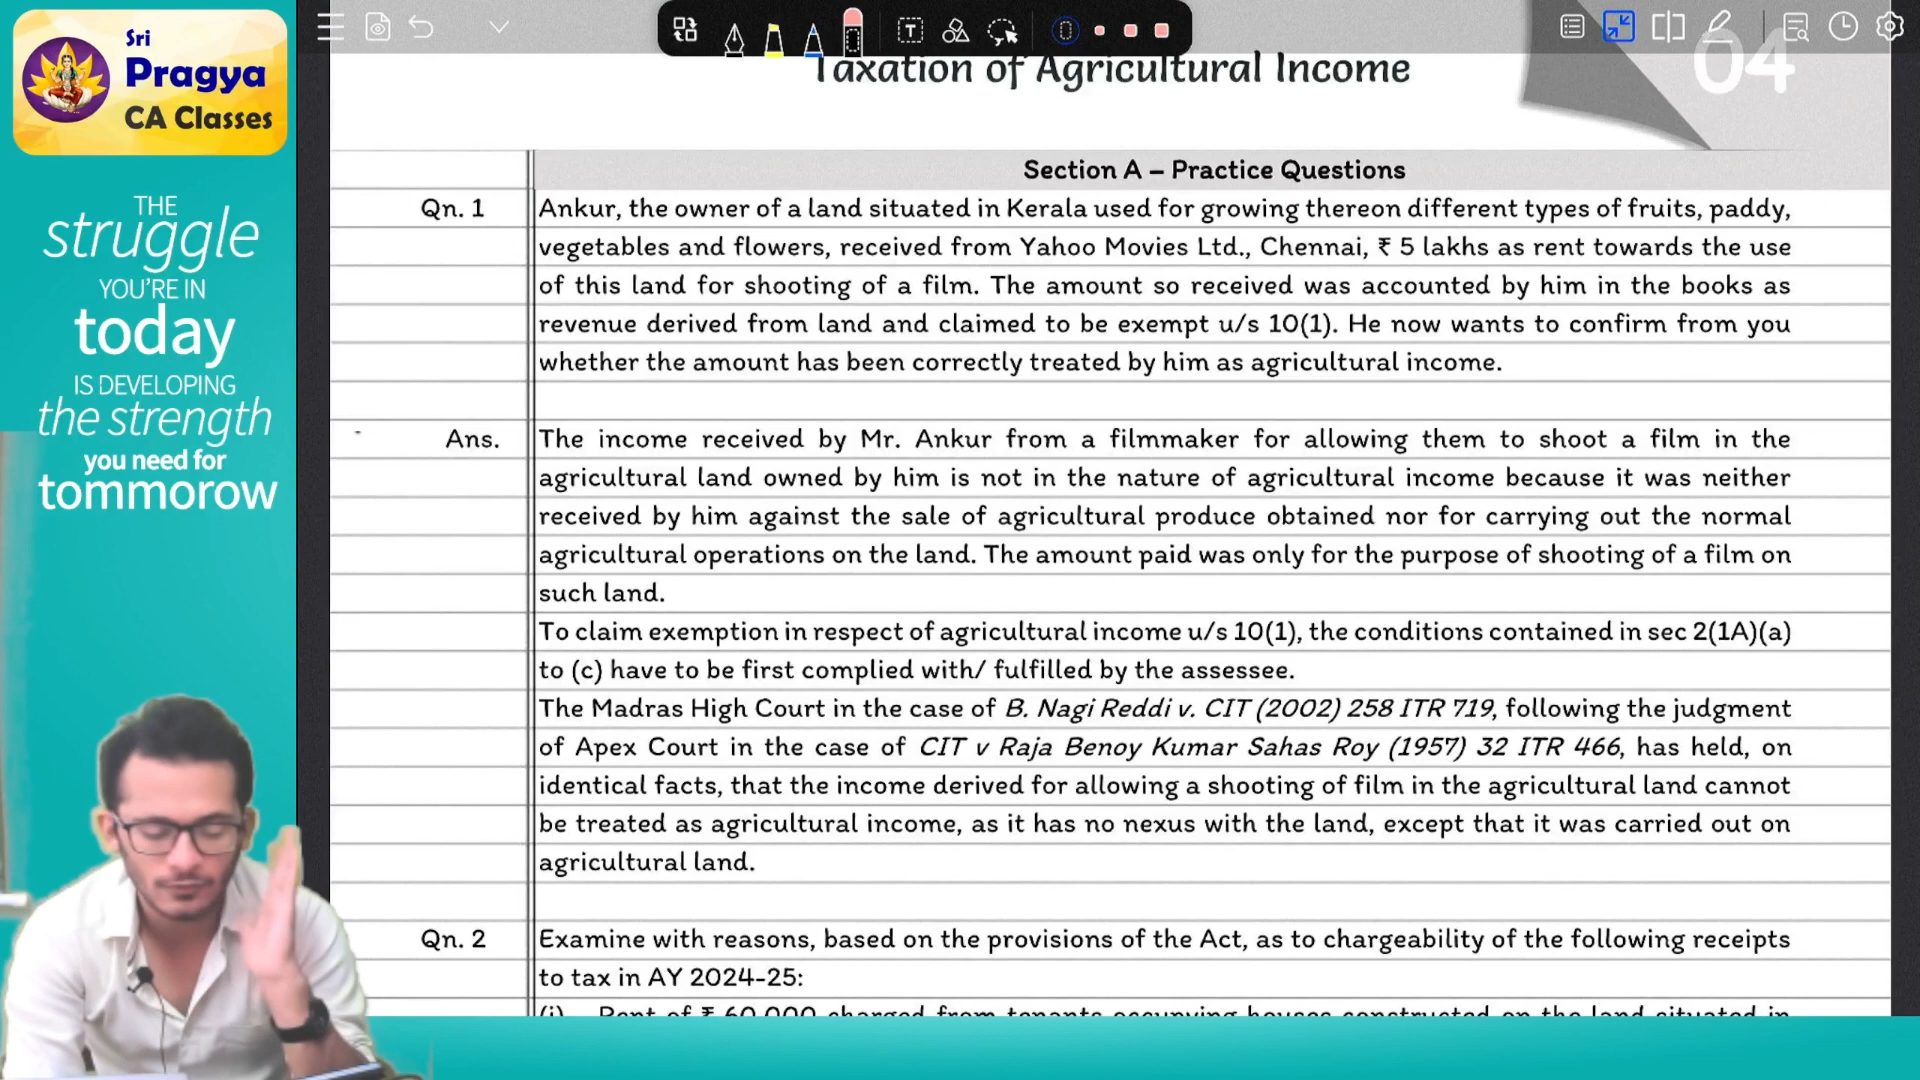 Sri
Pragya
CA Classes
THE
struggle
YOU'RE IN
today
IS DEVELOPING
the strength
you need for
tommorow
Taxation of Agricultural Income
04
Section A – Practice Questions
Qn. 1
Ankur, the owner of a land situated in Kerala used for growing thereon different types of fruits, paddy,
vegetables and flowers, received from Yahoo Movies Ltd., Chennai, ₹ 5 lakhs as rent towards the use
of this land for shooting of a film. The amount so received was accounted by him in the books as
revenue derived from land and claimed to be exempt u/s 10(1). He now wants to confirm from you
whether the amount has been correctly treated by him as agricultural income.
Ans.
The income received by Mr. Ankur from a filmmaker for allowing them to shoot a film in the
agricultural land owned by him is not in the nature of agricultural income because it was neither
received by him against the sale of agricultural produce obtained nor for carrying out the normal
agricultural operations on the land. The amount paid was only for the purpose of shooting of a film on
such land.
To claim exemption in respect of agricultural income u/s 10(1), the conditions contained in sec 2(1A)(a)
to (c) have to be first complied with/ fulfilled by the assessee.
The Madras High Court in the case of B. Nagi Reddi v. CIT (2002) 258 ITR 719, following the judgment
of Apex Court in the case of CIT v Raja Benoy Kumar Sahas Roy (1957) 32 ITR 466, has held, on
identical facts, that the income derived for allowing a shooting of film in the agricultural land cannot
be treated as agricultural income, as it has no nexus with the land, except that it was carried out on
agricultural land.
Qn. 2
Examine with reasons, based on the provisions of the Act, as to chargeability of the following receipts
to tax in AY 2024-25:
(i) Rent of ₹ 60,000 charged from tenants occupying houses constructed on the land situated in